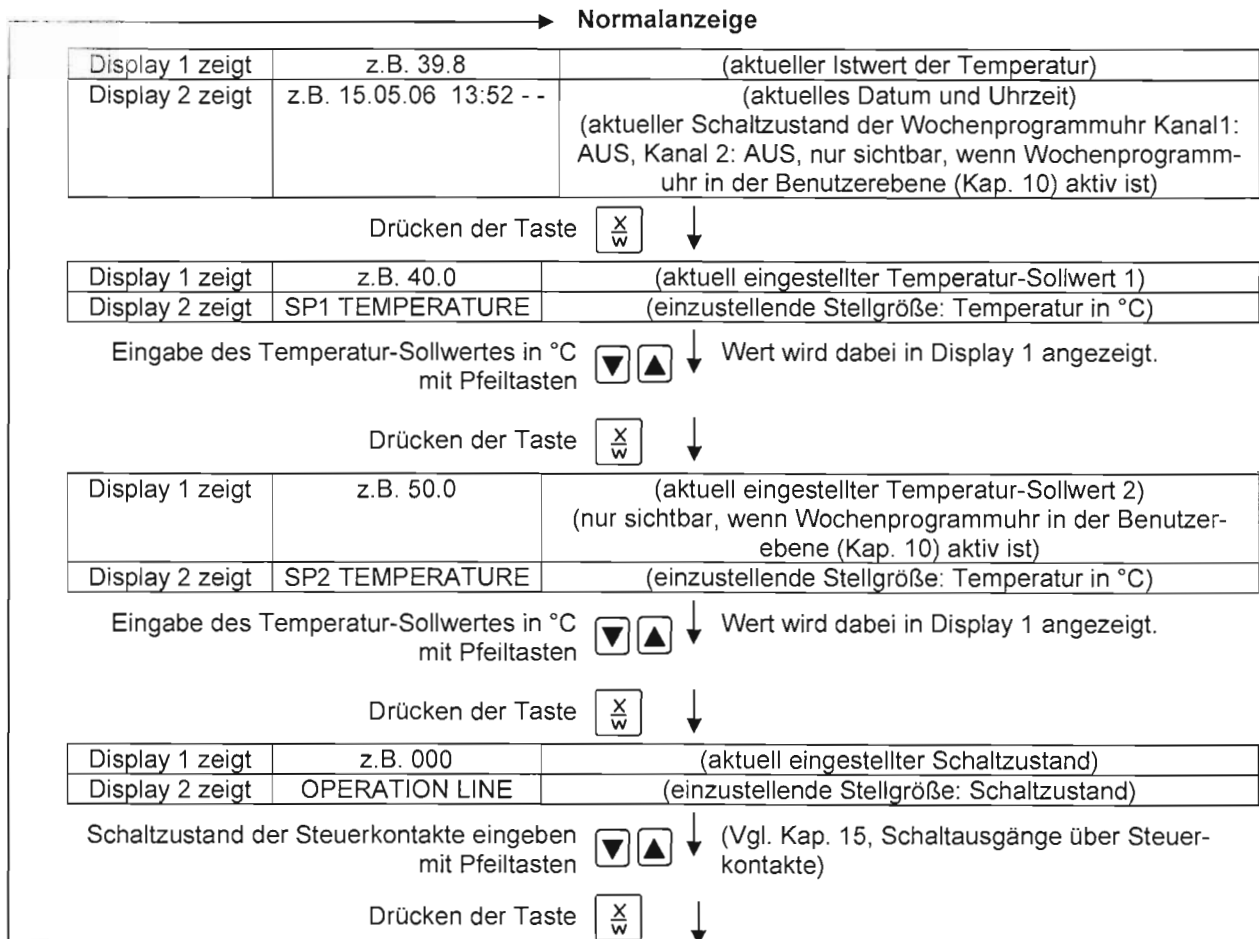 Normalanzeige
Display 1 zeigt z.B. 39.8 (aktueller Istwert der Temperatur)
Display 2 zeigt z.B. 15.05.06 13:52 - - (aktuelles Datum und Uhrzeit)
(aktueller Schaltzustand der Wochenprogrammuhr Kanal1:
AUS, Kanal 2: AUS, nur sichtbar, wenn Wochenprogramm-
uhr in der Benutzerebene (Kap. 10) aktiv ist)
Drücken der Taste X/W
Display 1 zeigt z.B. 40.0 (aktuell eingestellter Temperatur-Sollwert 1)
Display 2 zeigt SP1 TEMPERATURE (einzustellende Stellgröße: Temperatur in °C)
Eingabe des Temperatur-Sollwertes in °C Wert wird dabei in Display 1 angezeigt.
mit Pfeiltasten
Drücken der Taste X/W
Display 1 zeigt z.B. 50.0 (aktuell eingestellter Temperatur-Sollwert 2)
(nur sichtbar, wenn Wochenprogrammuhr in der Benutzer-
ebene (Kap. 10) aktiv ist)
Display 2 zeigt SP2 TEMPERATURE (einzustellende Stellgröße: Temperatur in °C)
Eingabe des Temperatur-Sollwertes in °C Wert wird dabei in Display 1 angezeigt.
mit Pfeiltasten
Drücken der Taste X/W
Display 1 zeigt z.B. 000 (aktuell eingestellter Schaltzustand)
Display 2 zeigt OPERATION LINE (einzustellende Stellgröße: Schaltzustand)
Schaltzustand der Steuerkontakte eingeben (Vgl. Kap. 15, Schaltausgänge über Steuer-
mit Pfeiltasten kontakte)
Drücken der Taste X/W